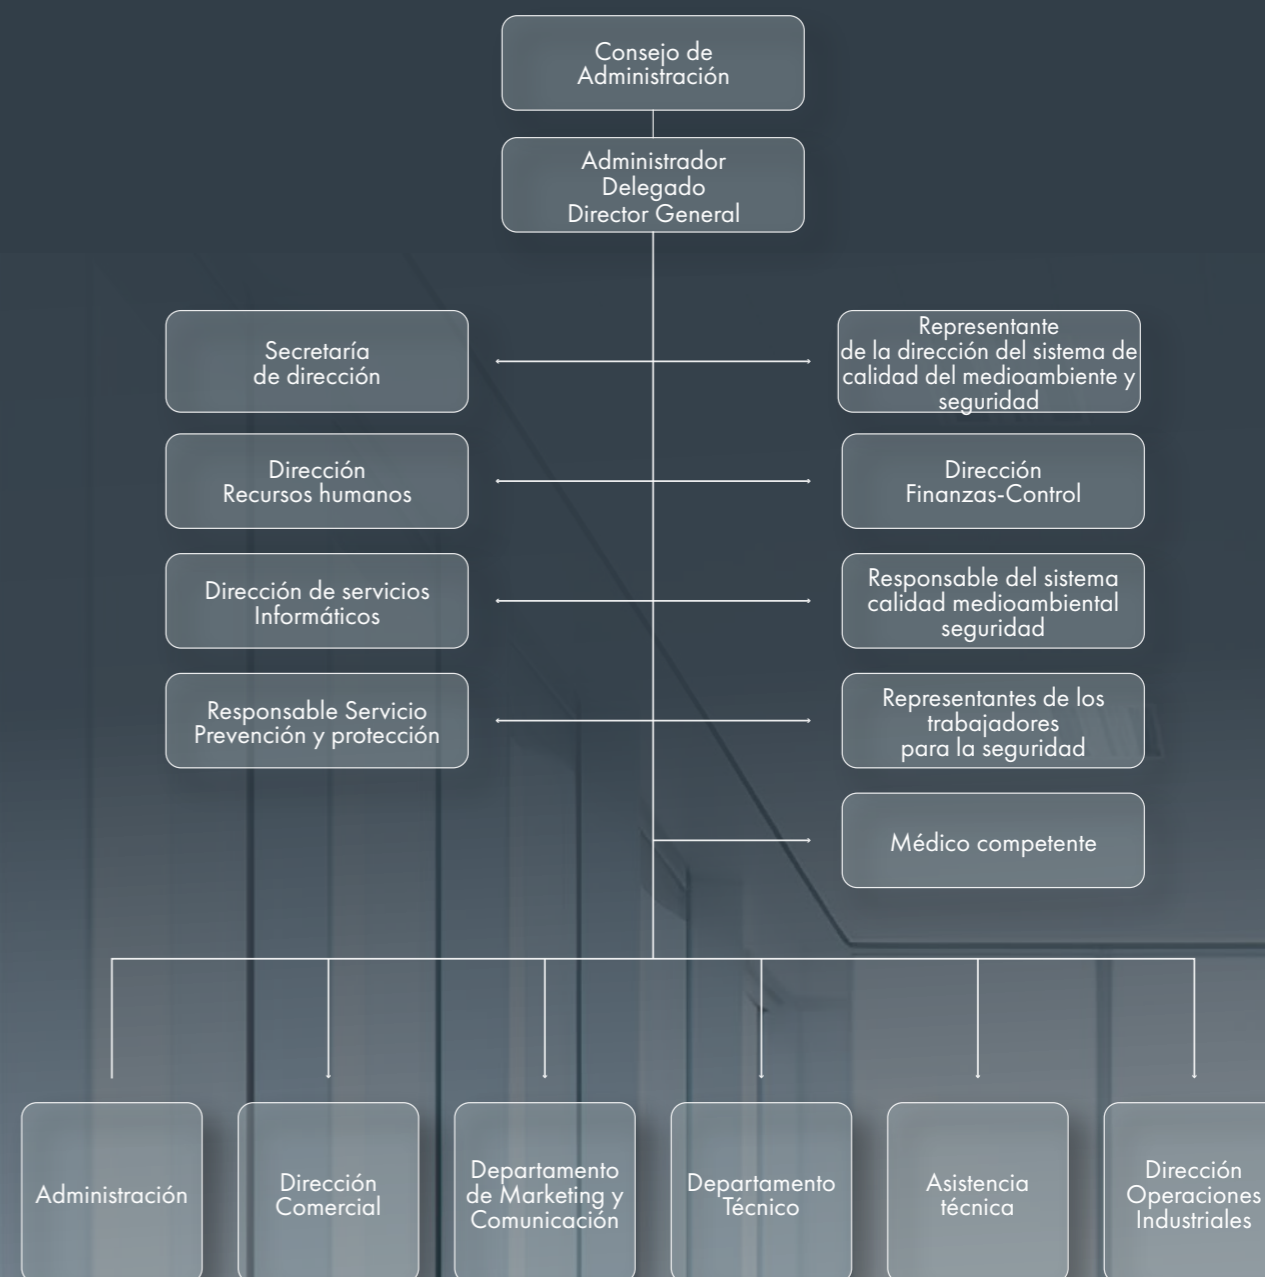 Consejo de
Administración
Administrador
Delegado
Director General
Secretaría
de dirección
Representante
de la dirección del sistema de
calidad del medioambiente y
seguridad
Dirección
Recursos humanos
Dirección
Finanzas-Control
Dirección de servicios
Informáticos
Responsable del sistema
calidad medioambiental
seguridad
Responsable Servicio
Prevención y protección
Representantes de los
trabajadores
para la seguridad
Médico competente
Administración
Dirección
Comercial
Departamento
de Marketing y
Comunicación
Departamento
Técnico
Asistencia
técnica
Dirección
Operaciones
Industriales